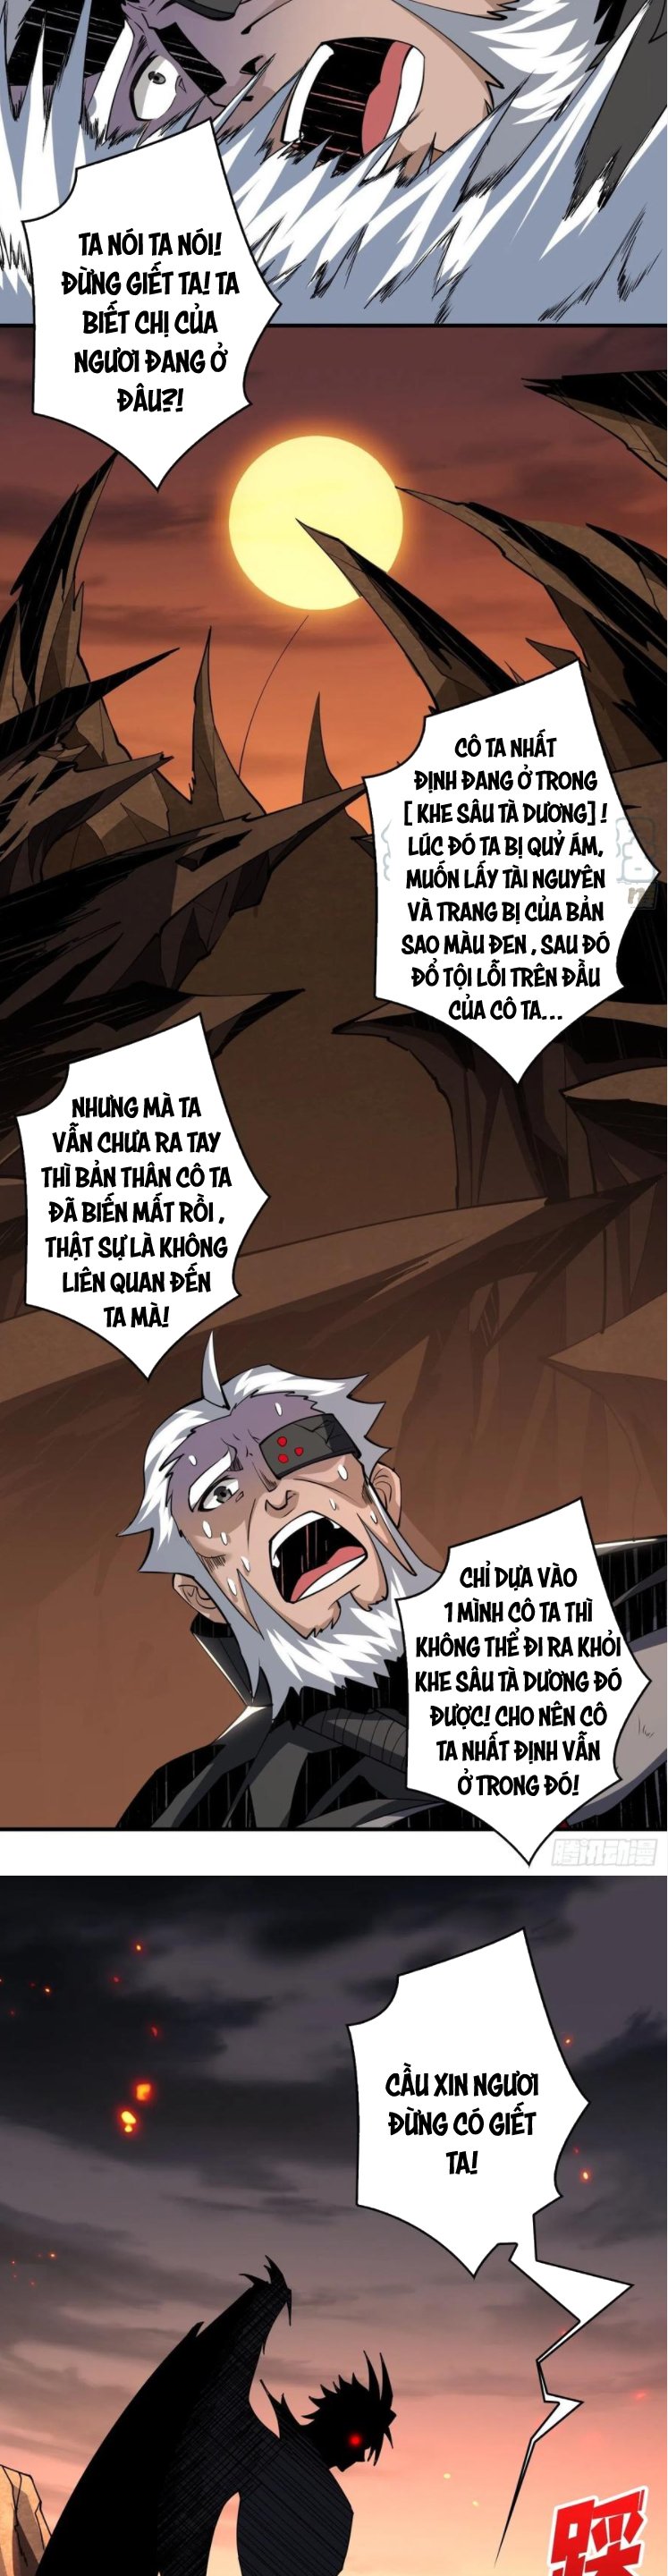 TA NÓI TA NÓI!
ĐỪNG GIẾT TA! TA
BIẾT CHỊ CỦA
NGƯƠI ĐANG Ở
ĐÂU?!
CÔ TA NHẤT
ĐỊNH ĐANG Ở TRONG
[ KHE SÂU TÀ DƯƠNG] !
LÚC ĐÓ TA BỊ QUỶ ÁM,
MUỐN LẤY TÀI NGUYÊN
VÀ TRANG BỊ CỦA BẢN
SAO MÀU ĐEN , SAU ĐÓ
ĐỔ TỘI LỖI TRÊN ĐẦU
CỦA CÔ TA...
NHƯNG MÀ TA
VẪN CHƯA RA TAY
THÌ BẢN THÂN CÔ TA
ĐÃ BIẾN MẤT RỒI ,
THẬT SỰ LÀ KHÔNG
LIÊN QUAN ĐẾN
TA MÀ!
CHỈ DỰA VÀO
1 MÌNH CÔ TA THÌ
KHÔNG THỂ ĐI RA KHỎI
KHE SÂU TÀ DƯƠNG ĐÓ
ĐƯỢC! CHO NÊN CÔ
TA NHẤT ĐỊNH VẪN
Ở TRONG ĐÓ!
腾讯动漫
CẦU XIN NGƯƠI
ĐỪNG CÓ GIẾT
TA!